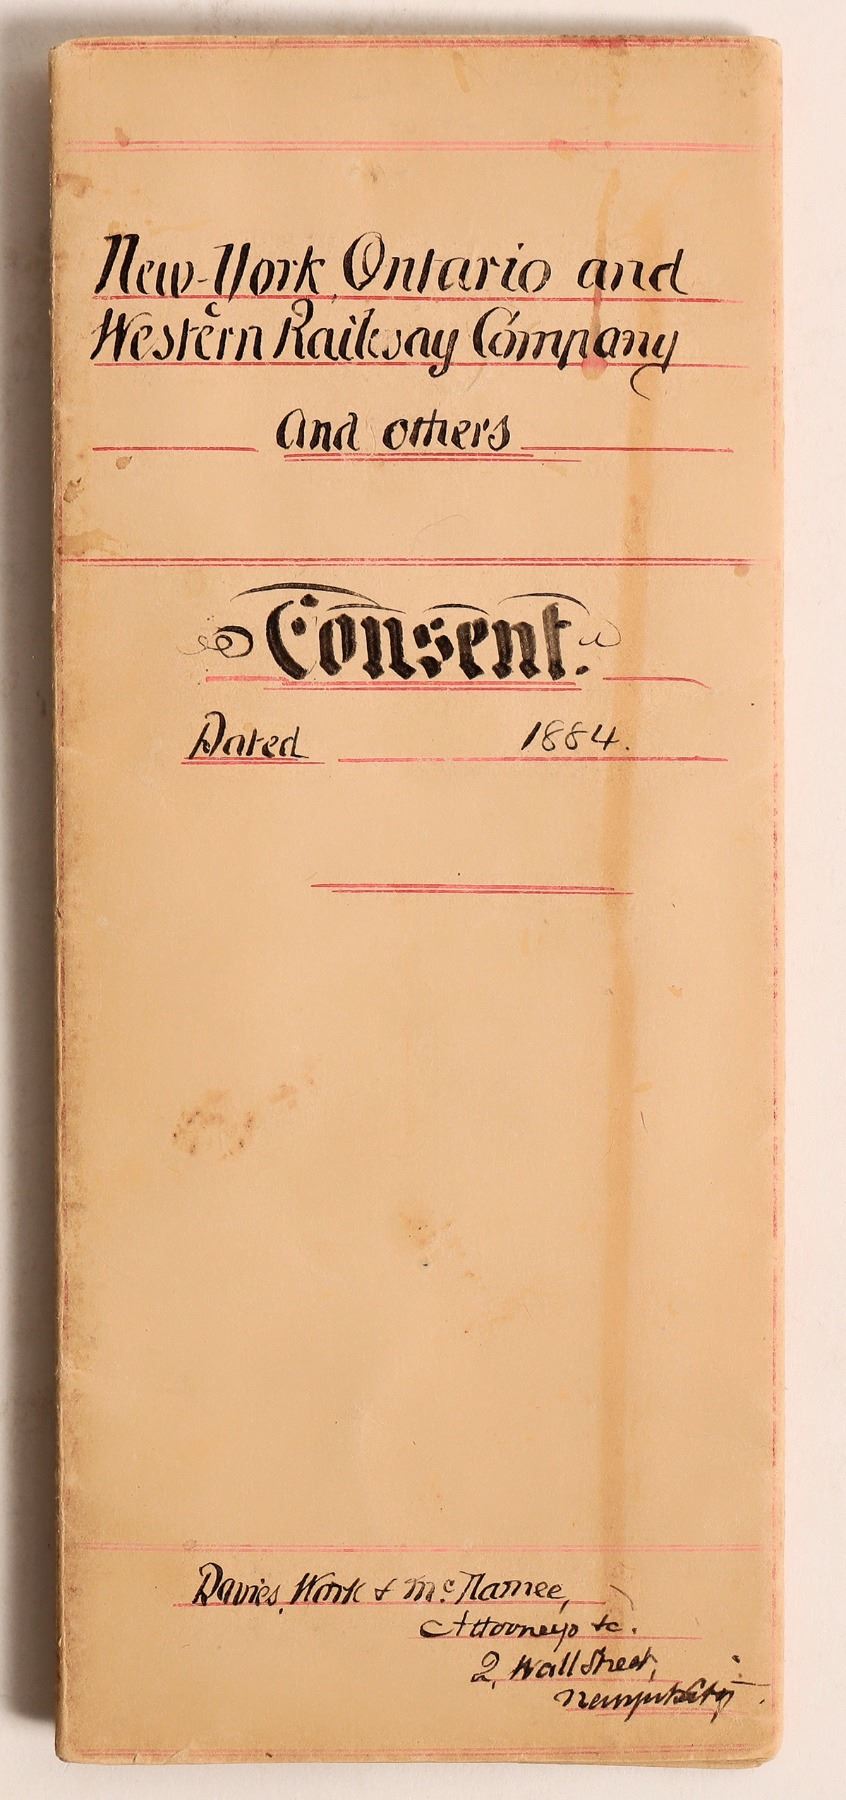 New-York, Ontario and
Western Railway Company
And others
Consent.
Dated 1884.
Davies, Work & McNamee,
Attorneys &c.
2, Wall Street,
New York City